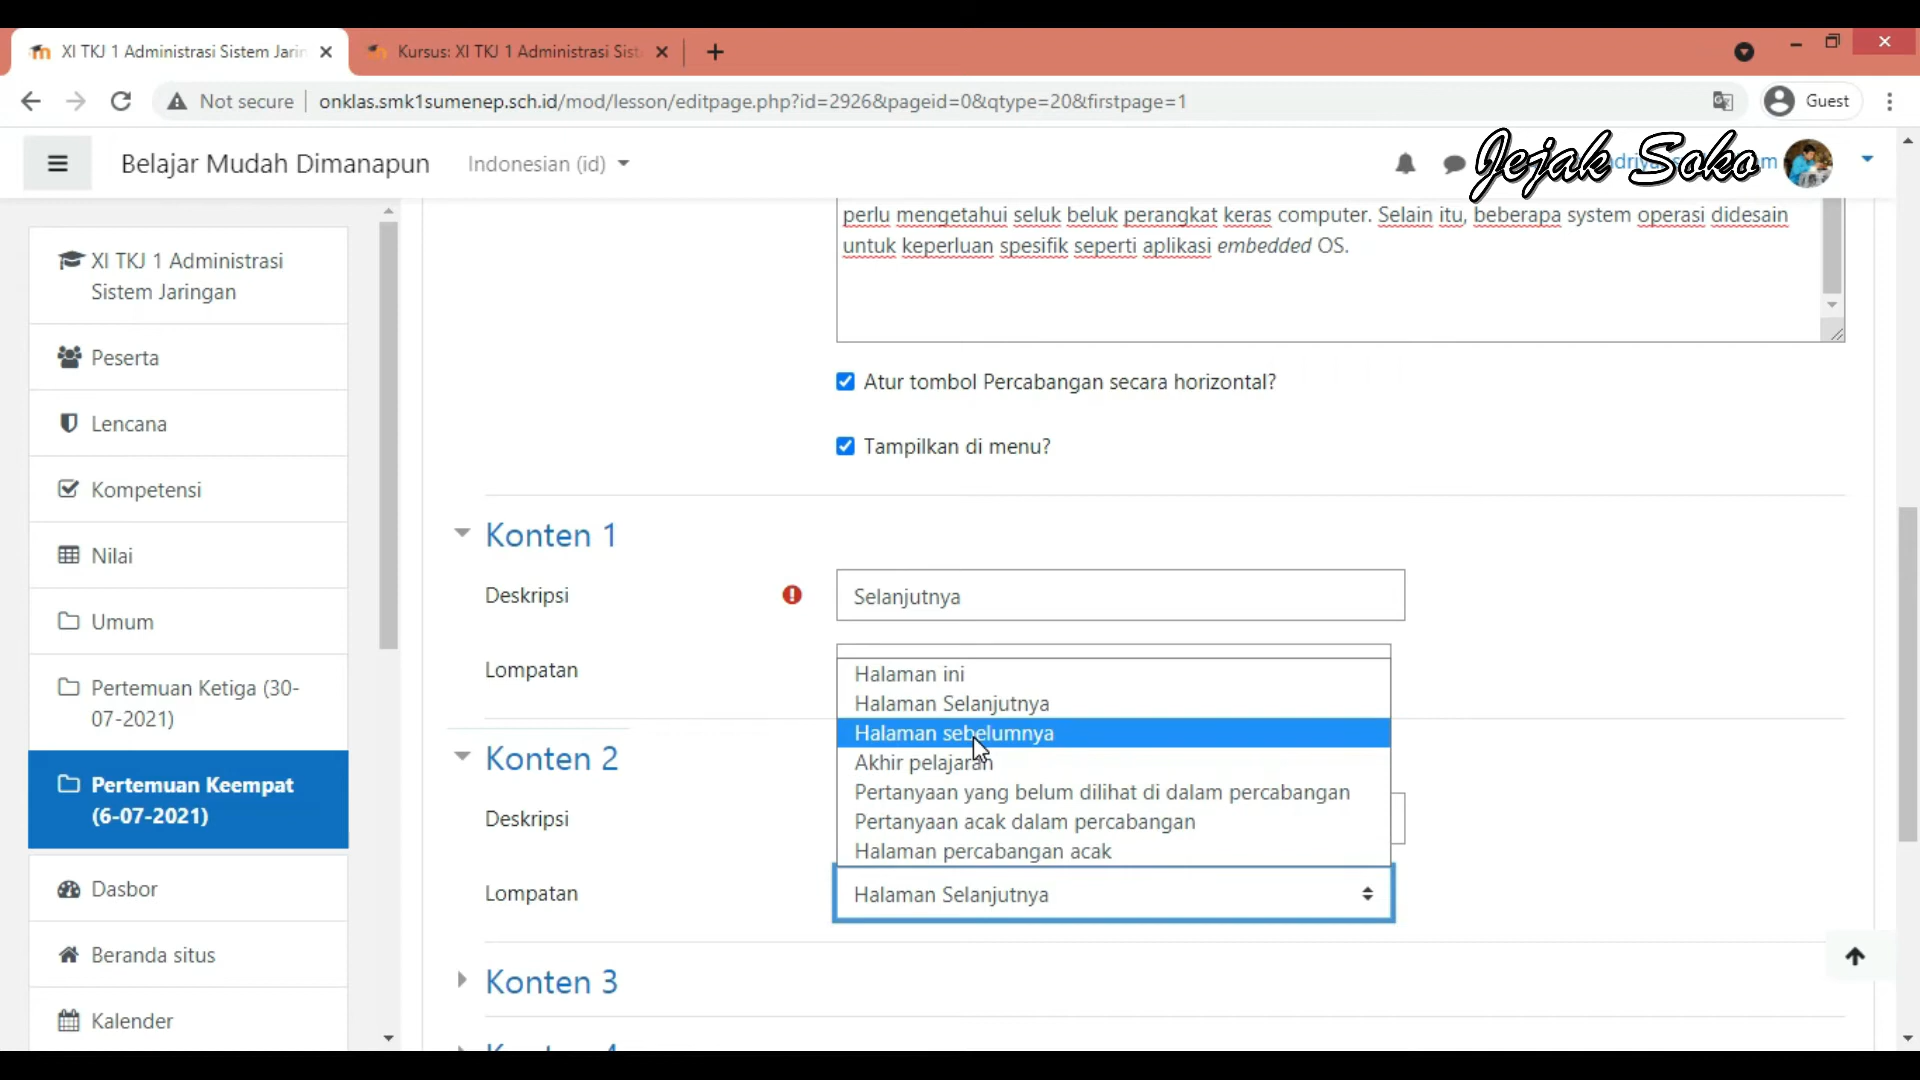 XI TKJ 1 Administrasi Sistem Jarin
Kursus: XI TKJ 1 Administrasi Sist
Not secure
onklas.smk1sumenep.sch.id/mod/lesson/editpage.php?id=2926&pageid=0&qtype=20&firstpage=1
Guest
Belajar Mudah Dimanapun
Indonesian (id)
Jejak Soko
XI TKJ 1 Administrasi
Sistem Jaringan
Peserta
Lencana
Kompetensi
Nilai
Umum
Pertemuan Ketiga (30-
07-2021)
Pertemuan Keempat
(6-07-2021)
Dasbor
Beranda situs
Kalender
perlu mengetahui seluk beluk perangkat keras computer. Selain itu, beberapa system operasi didesain
untuk keperluan spesifik seperti aplikasi embedded OS.
Atur tombol Percabangan secara horizontal?
Tampilkan di menu?
Konten 1
Deskripsi
Selanjutnya
Lompatan
Halaman ini
Halaman Selanjutnya
Halaman sebelumnya
Akhir pelajaran
Pertanyaan yang belum dilihat di dalam percabangan
Pertanyaan acak dalam percabangan
Halaman percabangan acak
Konten 2
Deskripsi
Lompatan
Halaman Selanjutnya
Konten 3